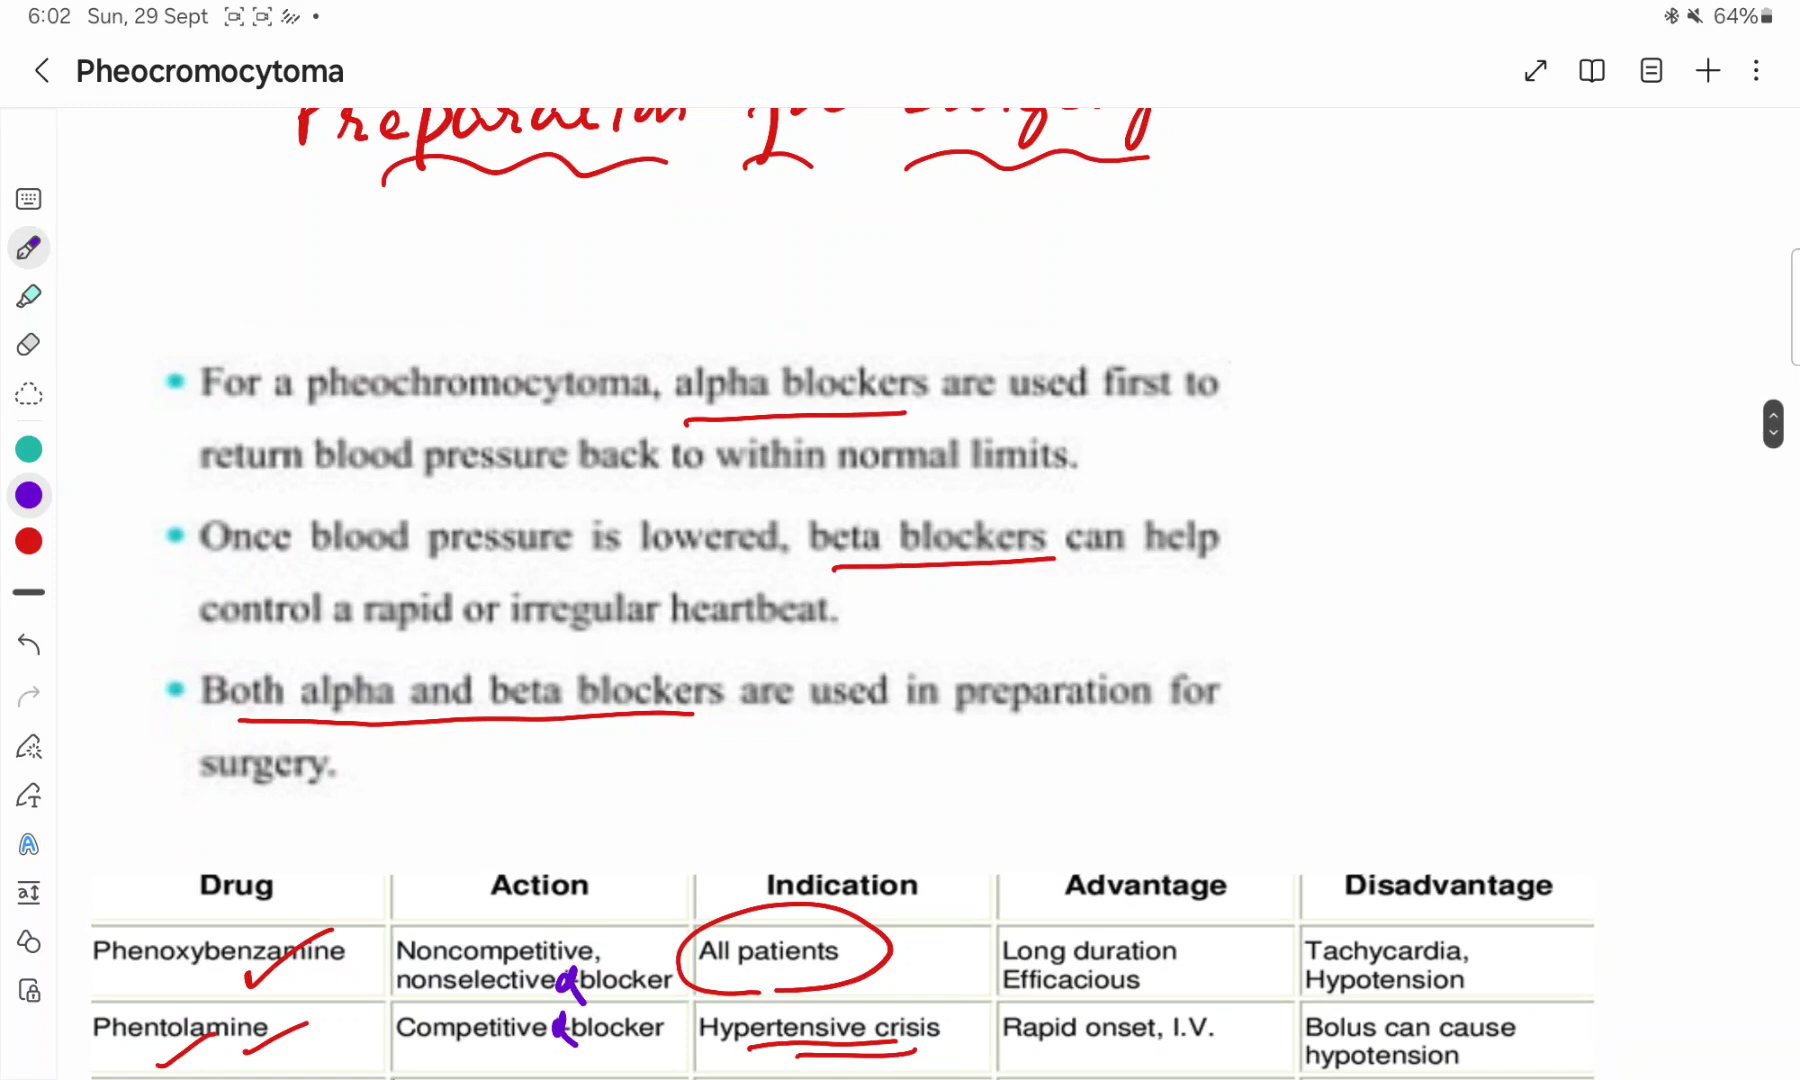 6:02 Sun, 29 Sept 64%
Pheocromocytoma
Preparation for Surgery
For a pheochromocytoma, alpha blockers are used first to
return blood pressure back to within normal limits.
Once blood pressure is lowered, beta blockers can help
control a rapid or irregular heartbeat.
Both alpha and beta blockers are used in preparation for
surgery.
Drug Action Indication Advantage Disadvantage
Phenoxybenzamine Noncompetitive, All patients Long duration Tachycardia,
nonselective α-blocker Efficacious Hypotension
Phentolamine Competitive α-blocker Hypertensive crisis Rapid onset, I.V. Bolus can cause
hypotension